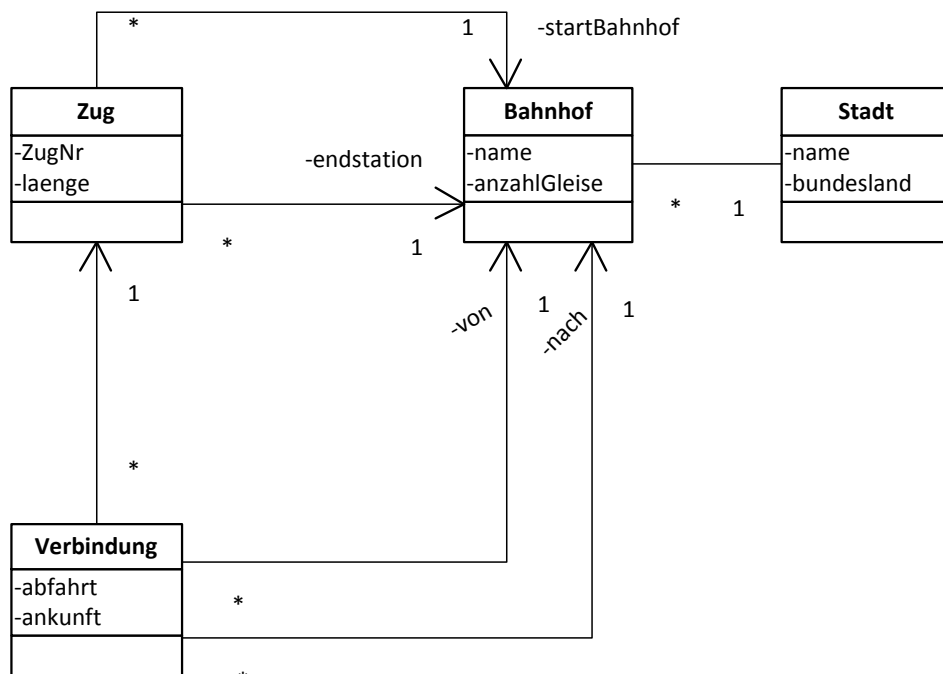 *
1
-startBahnhof
Zug
-ZugNr
-laenge
-endstation
*
1
Bahnhof
-name
-anzahlGleise
*
1
Stadt
-name
-bundesland
1
*
-von
1
-nach
1
Verbindung
-abfahrt
-ankunft
*
*